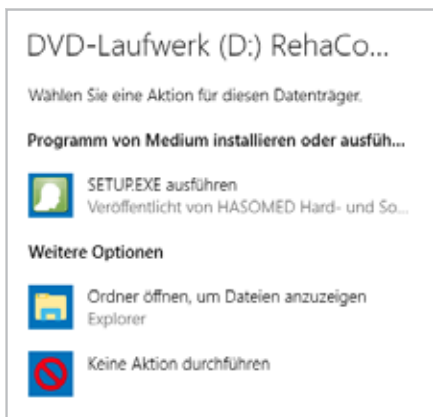 DVD-Laufwerk (D:) RehaCo...
Wählen Sie eine Aktion für diesen Datenträger.
Programm von Medium installieren oder ausfüh...
SETUP.EXE ausführen
Veröffentlicht von HASOMED Hard- und So...
Weitere Optionen
Ordner öffnen, um Dateien anzuzeigen
Explorer
Keine Aktion durchführen